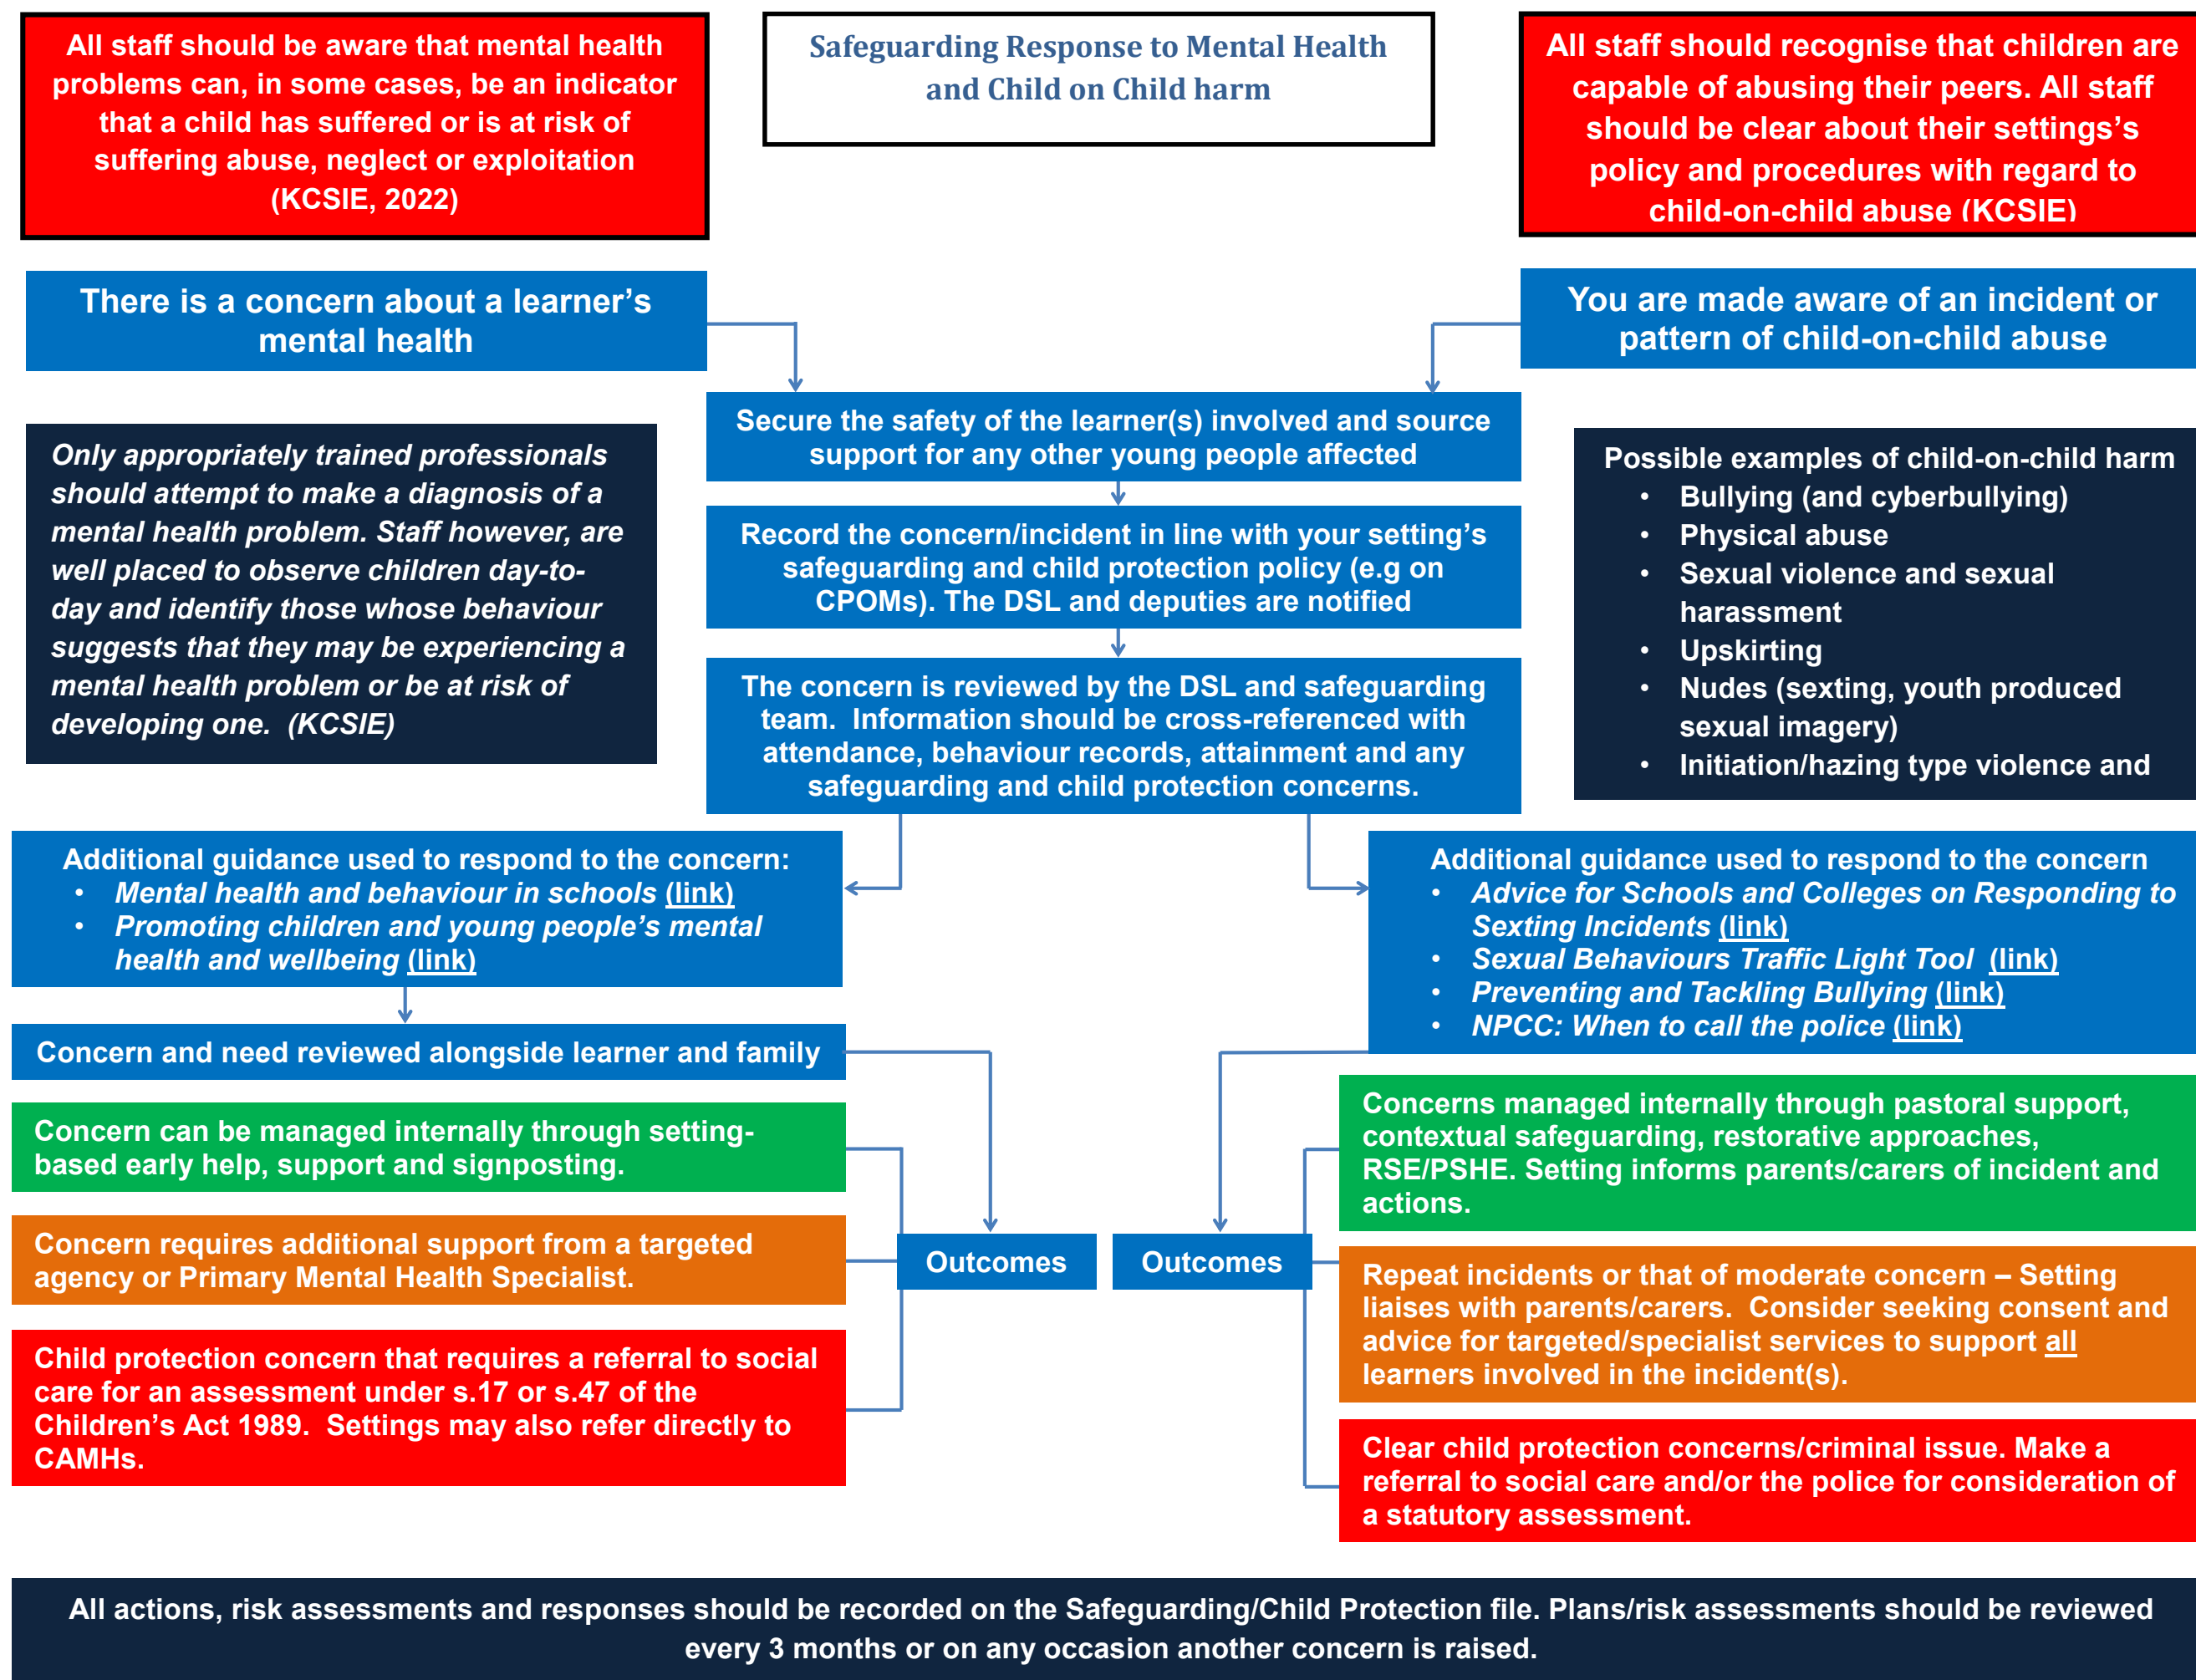 All staff should be aware that mental health
problems can, in some cases, be an indicator
that a child has suffered or is at risk of
suffering abuse, neglect or exploitation
(KCSIE, 2022)
Safeguarding Response to Mental Health
and Child on Child harm
All staff should recognise that children are
capable of abusing their peers. All staff
should be clear about their settings’s
policy and procedures with regard to
child-on-child abuse (KCSIE)
There is a concern about a learner’s
mental health
You are made aware of an incident or
pattern of child-on-child abuse
Secure the safety of the learner(s) involved and source
support for any other young people affected
Only appropriately trained professionals
should attempt to make a diagnosis of a
mental health problem. Staff however, are
well placed to observe children day-to-
day and identify those whose behaviour
suggests that they may be experiencing a
mental health problem or be at risk of
developing one.  (KCSIE)
Record the concern/incident in line with your setting’s
safeguarding and child protection policy (e.g on
CPOMs). The DSL and deputies are notified
The concern is reviewed by the DSL and safeguarding
team.  Information should be cross-referenced with
attendance, behaviour records, attainment and any
safeguarding and child protection concerns.
Possible examples of child-on-child harm
• Bullying (and cyberbullying)
• Physical abuse
• Sexual violence and sexual
harassment
• Upskirting
• Nudes (sexting, youth produced
sexual imagery)
• Initiation/hazing type violence and
Additional guidance used to respond to the concern:
• Mental health and behaviour in schools (link)
• Promoting children and young people’s mental
health and wellbeing (link)
Additional guidance used to respond to the concern
• Advice for Schools and Colleges on Responding to
Sexting Incidents (link)
• Sexual Behaviours Traffic Light Tool  (link)
• Preventing and Tackling Bullying (link)
• NPCC: When to call the police (link)
Concern and need reviewed alongside learner and family
Concern can be managed internally through setting-
based early help, support and signposting.
Concern requires additional support from a targeted
agency or Primary Mental Health Specialist.
Child protection concern that requires a referral to social
care for an assessment under s.17 or s.47 of the
Children’s Act 1989.  Settings may also refer directly to
CAMHs.
Outcomes
Outcomes
Concerns managed internally through pastoral support,
contextual safeguarding, restorative approaches,
RSE/PSHE. Setting informs parents/carers of incident and
actions.
Repeat incidents or that of moderate concern – Setting
liaises with parents/carers.  Consider seeking consent and
advice for targeted/specialist services to support all
learners involved in the incident(s).
Clear child protection concerns/criminal issue. Make a
referral to social care and/or the police for consideration of
a statutory assessment.
All actions, risk assessments and responses should be recorded on the Safeguarding/Child Protection file. Plans/risk assessments should be reviewed
every 3 months or on any occasion another concern is raised.